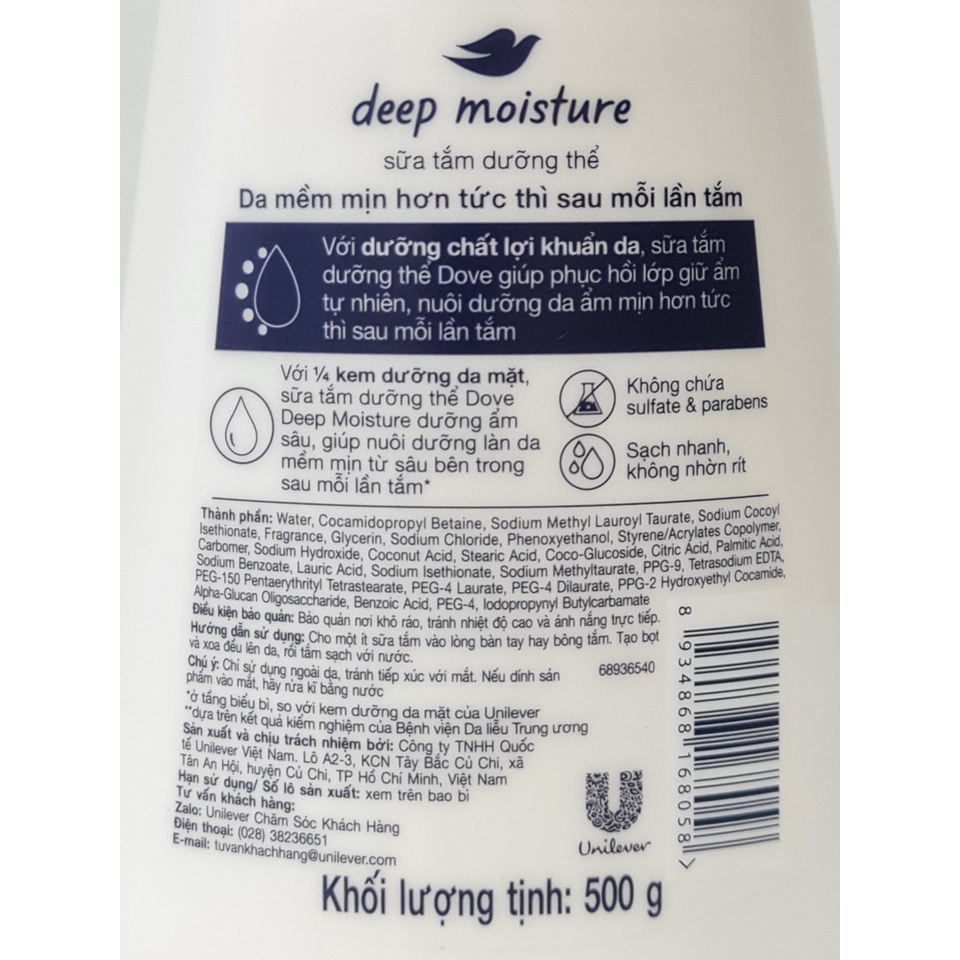 deep moisture
sữa tắm dưỡng thể
Da mềm mịn hơn tức thì sau mỗi lần tắm
Với dưỡng chất lợi khuẩn da, sữa tắm
dưỡng thể Dove giúp phục hồi lớp giữ ẩm
tự nhiên, nuôi dưỡng da ẩm mịn hơn tức
thì sau mỗi lần tắm
Với ¼ kem dưỡng da mặt,
sữa tắm dưỡng thể Dove
Deep Moisture dưỡng ẩm
sâu, giúp nuôi dưỡng làn da
mềm mịn từ sâu bên trong
sau mỗi lần tắm*
Không chứa
sulfate & parabens
Sạch nhanh,
không nhờn rít
Thành phần: Water, Cocamidopropyl Betaine, Sodium Methyl Lauroyl Taurate, Sodium Cocoyl
Isethionate, Fragrance, Glycerin, Sodium Chloride, Phenoxyethanol, Styrene/Acrylates Copolymer,
Carbomer, Sodium Hydroxide, Coconut Acid, Stearic Acid, Coco-Glucoside, Citric Acid, Palmitic Acid,
Sodium Benzoate, Lauric Acid, Sodium Isethionate, Sodium Methyltaurate, PPG-9, Tetrasodium EDTA,
PEG-150 Pentaerythrityl Tetrastearate, PEG-4 Laurate, PEG-4 Dilaurate, PPG-2 Hydroxyethyl Cocamide,
Alpha-Glucan Oligosaccharide, Benzoic Acid, PEG-4, Iodopropynyl Butylcarbamate
Điều kiện bảo quản: Bảo quản nơi khô ráo, tránh nhiệt độ cao và ánh nắng trực tiếp.
Hướng dẫn sử dụng: Cho một ít sữa tắm vào lòng bàn tay hay bông tắm. Tạo bọt
và xoa đều lên da, rồi tắm sạch với nước.
Chú ý: Chỉ sử dụng ngoài da, tránh tiếp xúc với mắt. Nếu dính sản
phẩm vào mắt, hãy rửa kĩ bằng nước
68936540
*ở tầng biểu bì, so với kem dưỡng da mặt của Unilever
**dựa trên kết quả kiểm nghiệm của Bệnh viện Da liễu Trung ương
Sản xuất và chịu trách nhiệm bởi: Công ty TNHH Quốc
tế Unilever Việt Nam. Lô A2-3, KCN Tây Bắc Củ Chi, xã
Tân An Hội, huyện Củ Chi, TP Hồ Chí Minh, Việt Nam
Hạn sử dụng/ Số lô sản xuất: xem trên bao bì
Tư vấn khách hàng:
Zalo: Unilever Chăm Sóc Khách Hàng
Điện thoại: (028) 38236651
E-mail: tuvankhachhang@unilever.com
Unilever
8 934868 168058 >
Khối lượng tịnh: 500 g